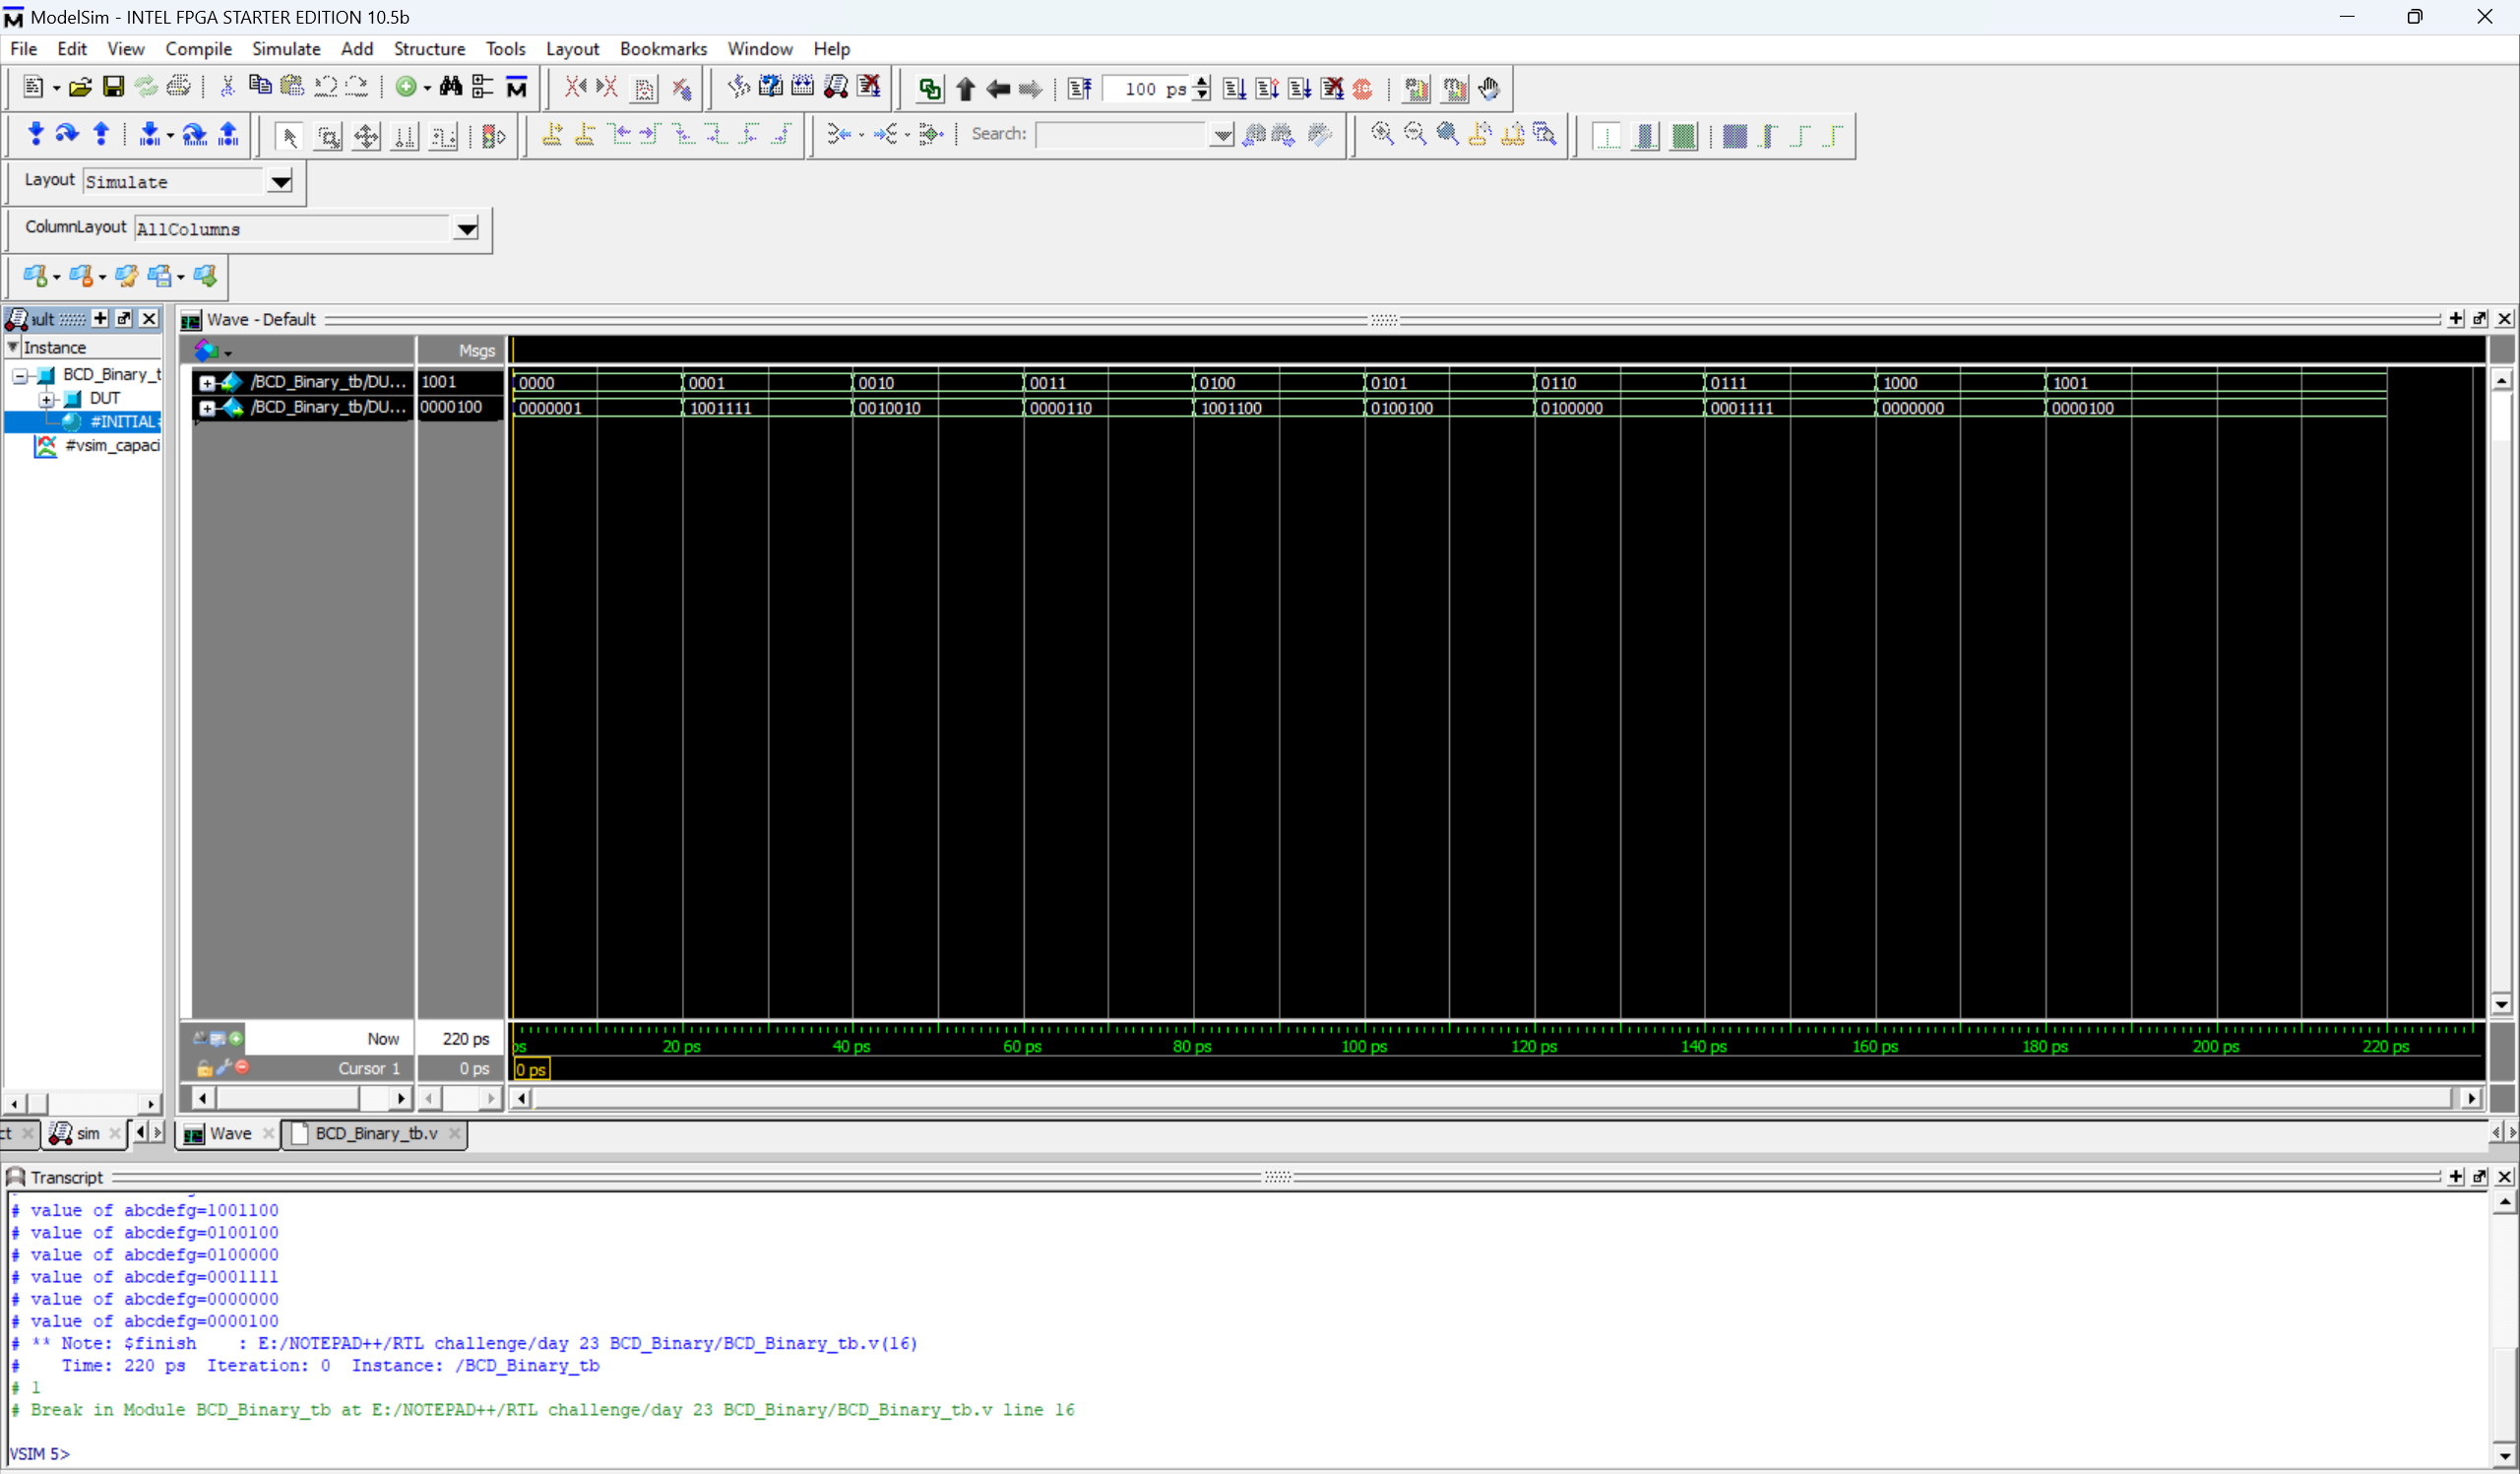 ModelSim - INTEL FPGA STARTER EDITION 10.5b
File Edit View Compile Simulate Add Structure Tools Layout Bookmarks Window Help
100 ps
Search:
Layout Simulate
ColumnLayout AllColumns
ult
Wave - Default
Instance
Msgs
BCD_Binary_t
DUT
#INITIAL
#vsim_capaci
/BCD_Binary_tb/DU... 1001 0000 0001 0010 0011 0100 0101 0110 0111 1000 1001
/BCD_Binary_tb/DU... 0000100 0000001 1001111 0010010 0000110 1001100 0100100 0100000 0001111 0000000 0000100
Now 220 ps ps 20 ps 40 ps 60 ps 80 ps 100 ps 120 ps 140 ps 160 ps 180 ps 200 ps 220 ps
Cursor 1 0 ps 0 ps
ct sim Wave BCD_Binary_tb.v
Transcript
# value of abcdefg=1001100
# value of abcdefg=0100100
# value of abcdefg=0100000
# value of abcdefg=0001111
# value of abcdefg=0000000
# value of abcdefg=0000100
# ** Note: $finish : E:/NOTEPAD++/RTL challenge/day 23 BCD_Binary/BCD_Binary_tb.v(16)
# Time: 220 ps Iteration: 0 Instance: /BCD_Binary_tb
# 1
# Break in Module BCD_Binary_tb at E:/NOTEPAD++/RTL challenge/day 23 BCD_Binary/BCD_Binary_tb.v line 16
VSIM 5>